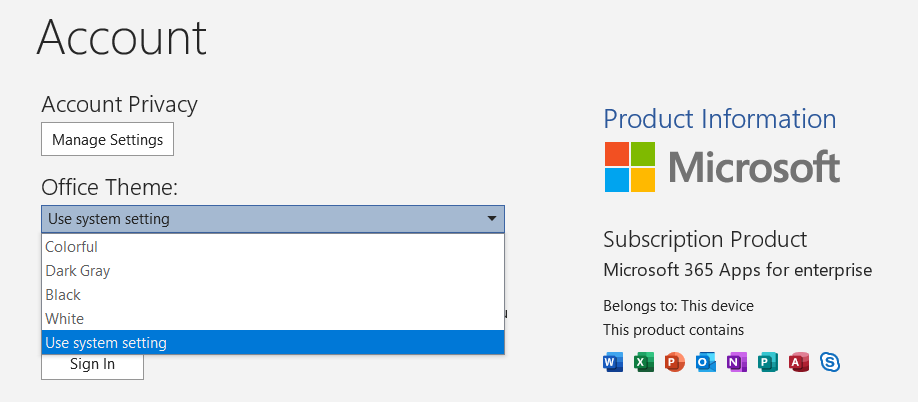 Account
Account Privacy
Manage Settings
Office Theme:
Use system setting
Colorful
Dark Gray
Black
White
Use system setting
Sign In
Product Information
Microsoft
Subscription Product
Microsoft 365 Apps for enterprise
Belongs to: This device
This product contains
W X P O N P A S